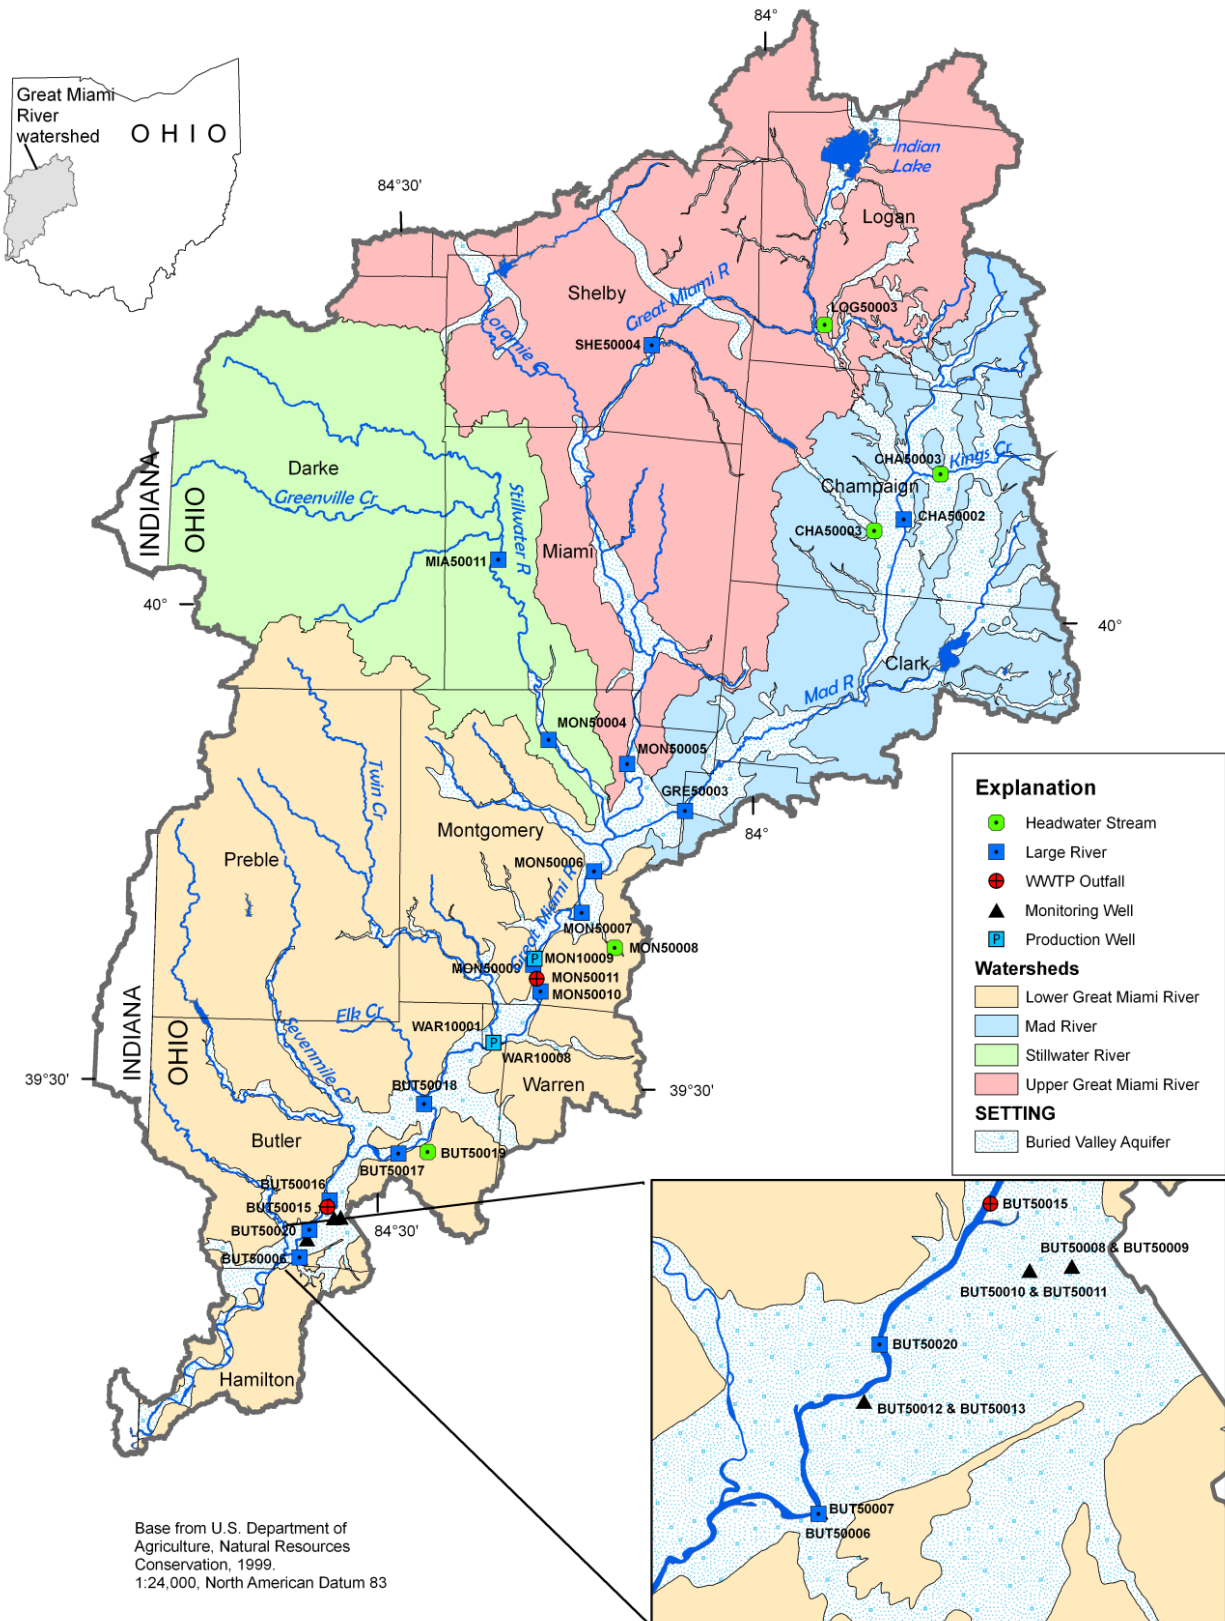 84°
Great Miami
River
watershed
OHIO
Indian
Lake
84°30'
Logan
Shelby
Great Miami R
LOG50003
Loramie Cr
SHE50004
INDIANA
OHIO
Darke
Greenville Cr
Stillwater R
CHA50003
Kings Cr
Champaign
CHA50002
CHA50003
Miami
MIA50011
40°
40°
Clark
Mad R
MON50004
MON50005
GRE50003
84°
Twin Cr
Montgomery
Preble
MON50006
Great Miami R
MON50007
MON50008
MON10009
MON50009
MON50011
MON50010
Elk Cr
Sevenmile Cr
INDIANA
OHIO
WAR10001
WAR10008
39°30'
BUT50018
Warren
39°30'
Butler
BUT50019
BUT50017
BUT50016
BUT50015
84°30'
BUT50020
BUT50006
Hamilton
Explanation
Headwater Stream
Large River
WWTP Outfall
Monitoring Well
P Production Well
Watersheds
Lower Great Miami River
Mad River
Stillwater River
Upper Great Miami River
SETTING
Buried Valley Aquifer
P
P
BUT50015
BUT50008 & BUT50009
BUT50010 & BUT50011
BUT50020
BUT50012 & BUT50013
BUT50007
BUT50006
Base from U.S. Department of
Agriculture, Natural Resources
Conservation, 1999.
1:24,000, North American Datum 83